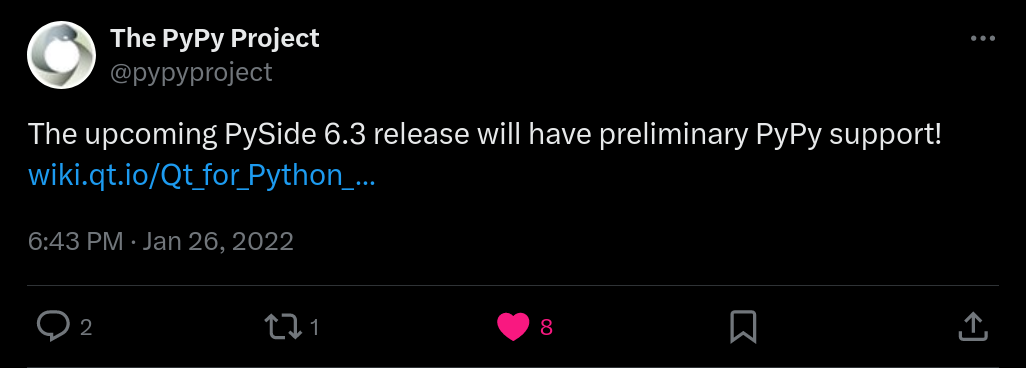 The PyPy Project
@pypyproject
The upcoming PySide 6.3 release will have preliminary PyPy support!
wiki.qt.io/Qt_for_Python_...
6:43 PM · Jan 26, 2022
2 1 8